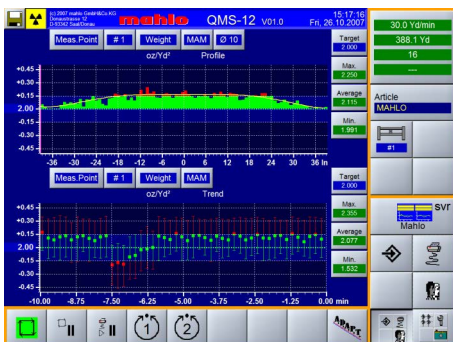 (c) 2007 mahlo GmbH&Co.KG
Donaustrasse 12
D-93342 Saal/Donau
mahlo
QMS-12 V01.0
15:17:16
Fri, 26.10.2007
Meas.Point #1 Weight MAM Ø 10
oz/Yd² Profile
+0.45
+0.30
+0.15
2.00
-0.15
-0.30
-0.45
-36 -30 -24 -18 -12 -6 0 6 12 18 24 30 36 In
Target
2.000
Max.
2.250
Average
2.115
Min.
1.991
Meas.Point #1 Weight MAM
oz/Yd² Trend
+0.45
+0.30
+0.15
2.00
-0.15
-0.30
-0.45
-10.00 -8.75 -7.50 -6.25 -5.00 -3.75 -2.50 -1.25 0.00 min
Target
2.000
Max.
2.355
Average
2.077
Min.
1.532
30.0 Yd/min
388.1 Yd
16
---
Article
MAHLO
#1
svr
Mahlo
1
2
ADAPT